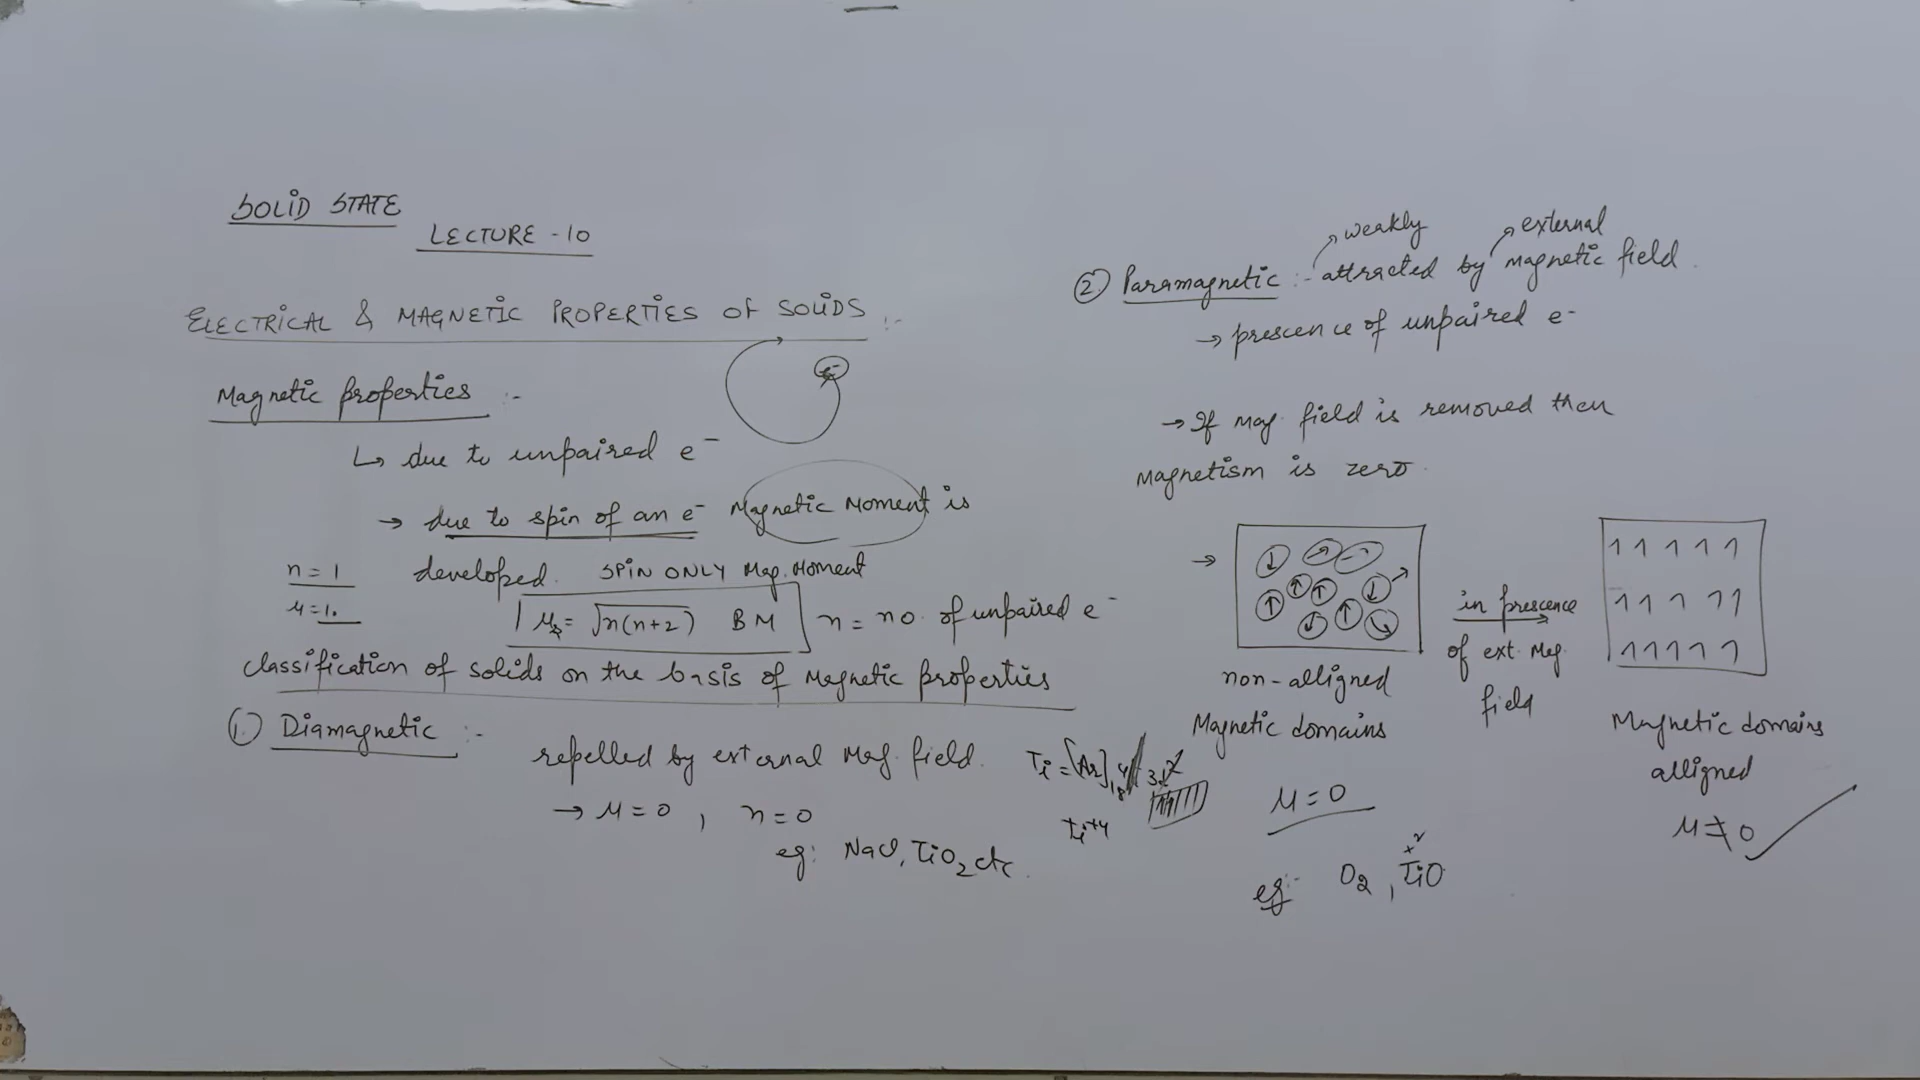 SOLID STATE
LECTURE - 10
ELECTRICAL & MAGNETIC PROPERTIES OF SOLIDS :-
Magnetic properties :-
e-
↳ due to unpaired e-
→ due to spin of an e- Magnetic Moment is
developed. SPIN ONLY Mag. Moment
n = 1
μ = 1.
μs = √n(n+2) BM n = no. of unpaired e-
classification of solids on the basis of Magnetic properties
① Diamagnetic :-
repelled by external Mag. field.
→ μ = 0 , n = 0
eg: NaCl, TiO2 etc.
Ti = [Ar]18
Ti+4
② Paramagnetic :- attracted by magnetic field.
weakly
external
→ prescence of unpaired e-
→ If mag. field is removed then
magnetism is zero.
→
in prescence
of ext. Mag.
field
non-alligned
Magnetic domains
μ = 0
eg:- O2, TiO
+2
Magnetic domains
alligned
μ ≠ 0